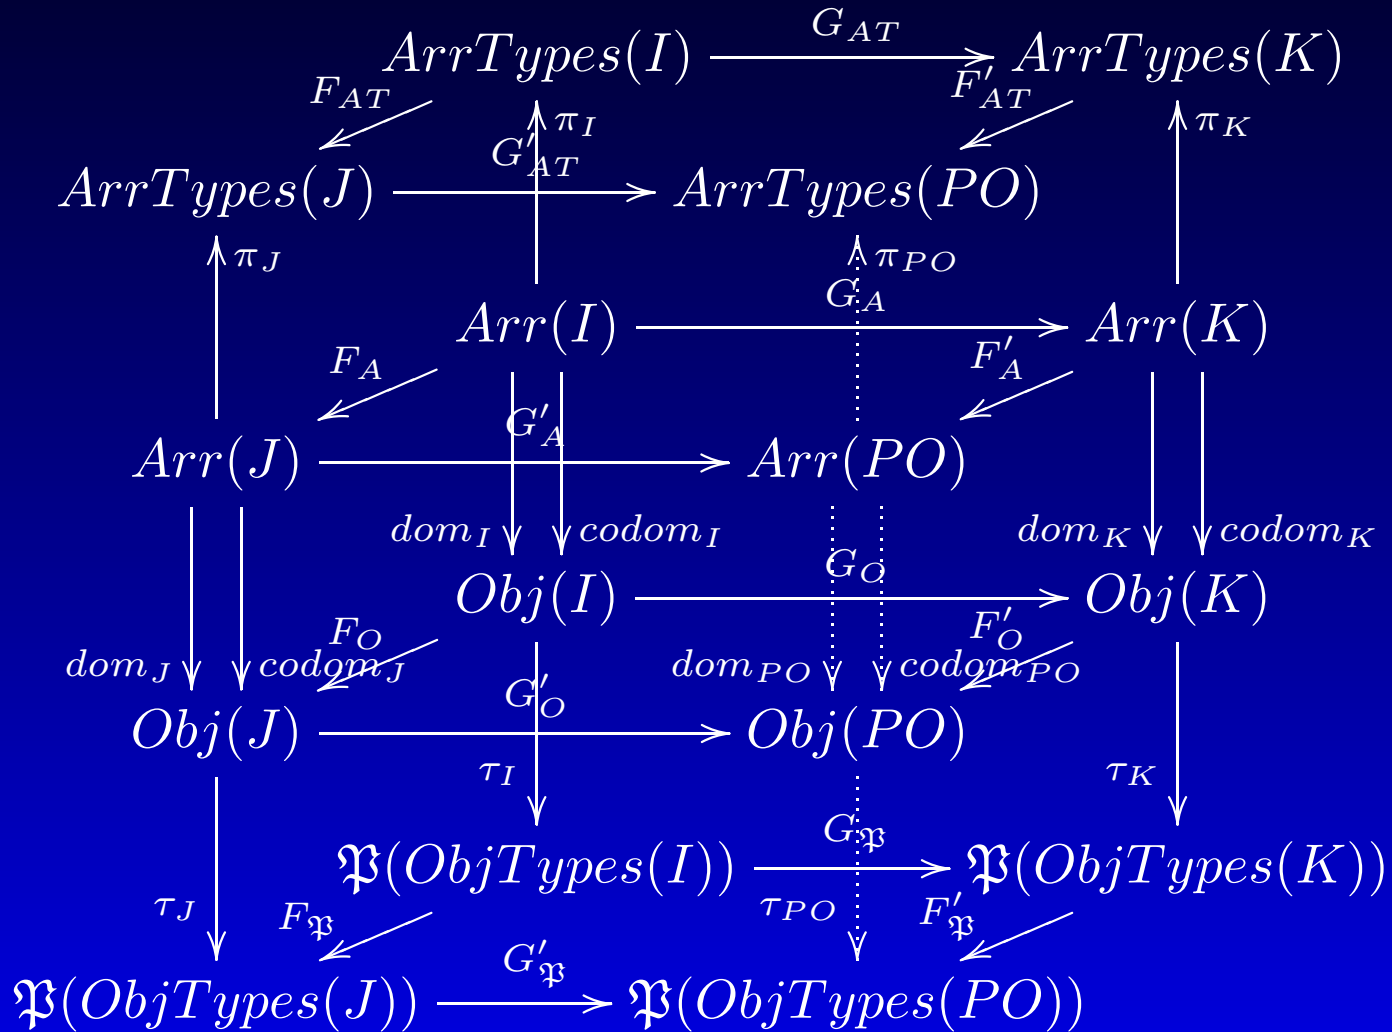 G_{AT}
ArrTypes(I) ArrTypes(K)
F_{AT} F'_{AT}
π_I π_K
G'_{AT}
ArrTypes(J) ArrTypes(PO)
π_J π_{PO}
G_A
Arr(I) Arr(K)
F_A F'_A
G'_A
Arr(J) Arr(PO)
dom_I codom_I dom_K codom_K
G_O
Obj(I) Obj(K)
F_O F'_O
dom_J codom_J dom_{PO} codom_{PO}
G'_O
Obj(J) Obj(PO)
τ_I τ_K
G_𝔓
𝔓(ObjTypes(I)) 𝔓(ObjTypes(K))
τ_J F_𝔓 τ_{PO} F'_𝔓
G'_𝔓
𝔓(ObjTypes(J)) 𝔓(ObjTypes(PO))